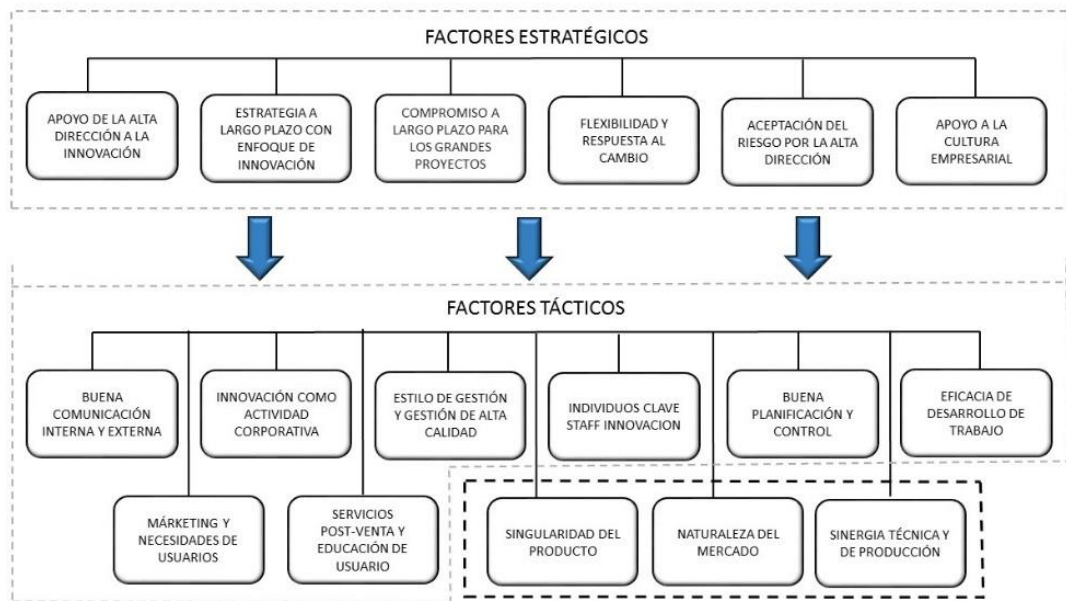 FACTORES ESTRATÉGICOS
APOYO DE LA ALTA
DIRECCIÓN A LA
INNOVACIÓN
ESTRATEGIA A
LARGO PLAZO CON
ENFOQUE DE
INNOVACIÓN
COMPROMISO A
LARGO PLAZO PARA
LOS GRANDES
PROYECTOS
FLEXIBILIDAD Y
RESPUESTA AL
CAMBIO
ACEPTACIÓN DEL
RIESGO POR LA ALTA
DIRECCIÓN
APOYO A LA
CULTURA
EMPRESARIAL
FACTORES TÁCTICOS
BUENA
COMUNICACIÓN
INTERNA Y EXTERNA
INNOVACIÓN COMO
ACTIVIDAD
CORPORATIVA
ESTILO DE GESTIÓN
Y GESTIÓN DE ALTA
CALIDAD
INDIVIDUOS CLAVE
STAFF INNOVACION
BUENA
PLANIFICACIÓN Y
CONTROL
EFICACIA DE
DESARROLLO DE
TRABAJO
MÁRKETING Y
NECESIDADES DE
USUARIOS
SERVICIOS
POST-VENTA Y
EDUCACIÓN DE
USUARIO
SINGULARIDAD DEL
PRODUCTO
NATURALEZA DEL
MERCADO
SINERGIA TÉCNICA Y
DE PRODUCCIÓN